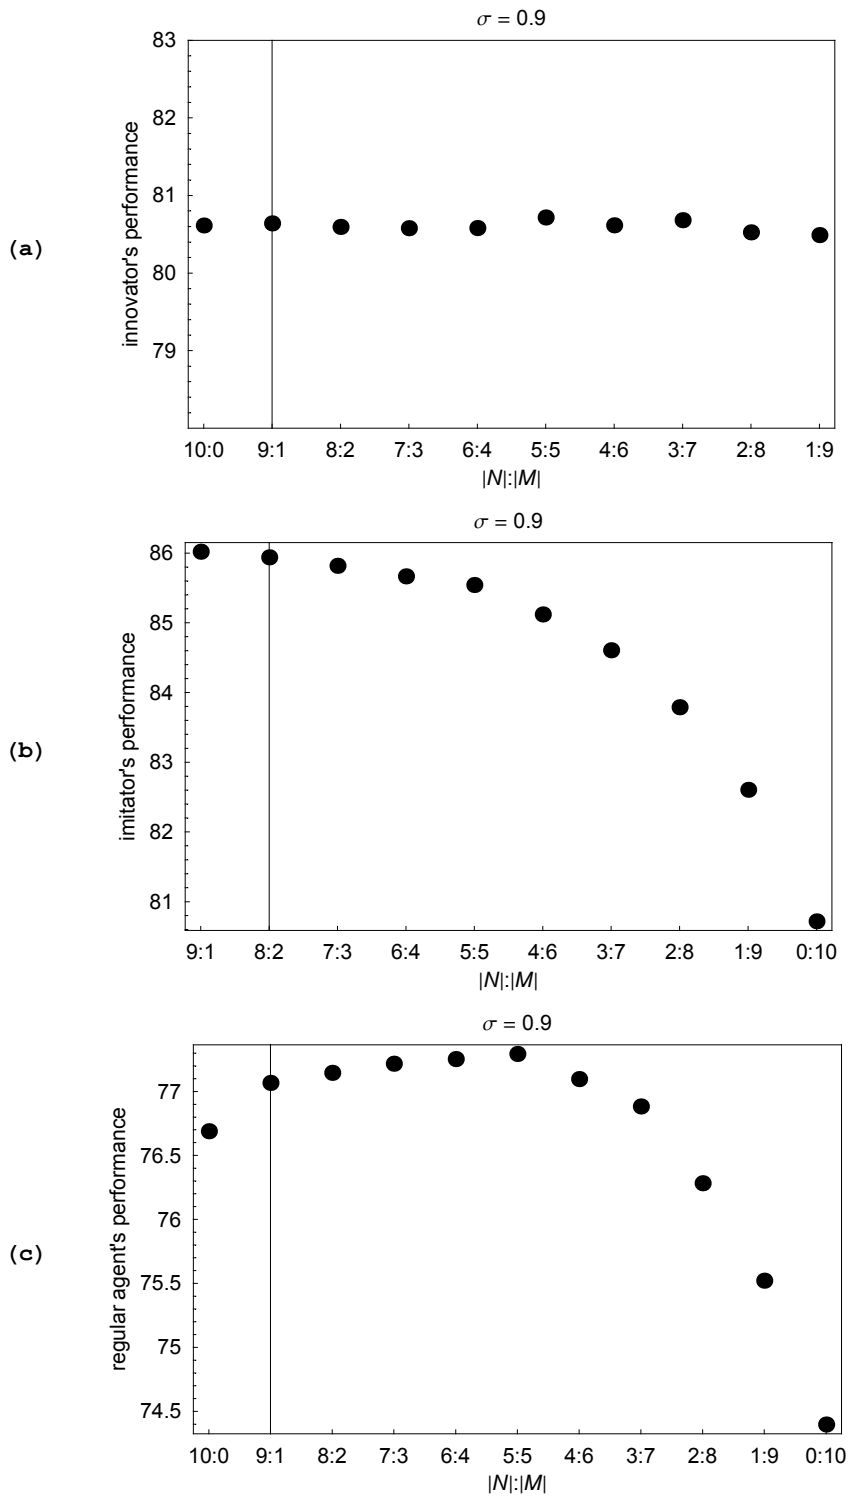 σ = 0.9
83
82
81
80
79
innovator's performance
(a)
10:0 9:1 8:2 7:3 6:4 5:5 4:6 3:7 2:8 1:9
|N|:|M|
σ = 0.9
86
85
84
83
82
81
imitator's performance
(b)
9:1 8:2 7:3 6:4 5:5 4:6 3:7 2:8 1:9 0:10
|N|:|M|
σ = 0.9
77
76.5
76
75.5
75
74.5
regular agent's performance
(c)
10:0 9:1 8:2 7:3 6:4 5:5 4:6 3:7 2:8 1:9 0:10
|N|:|M|